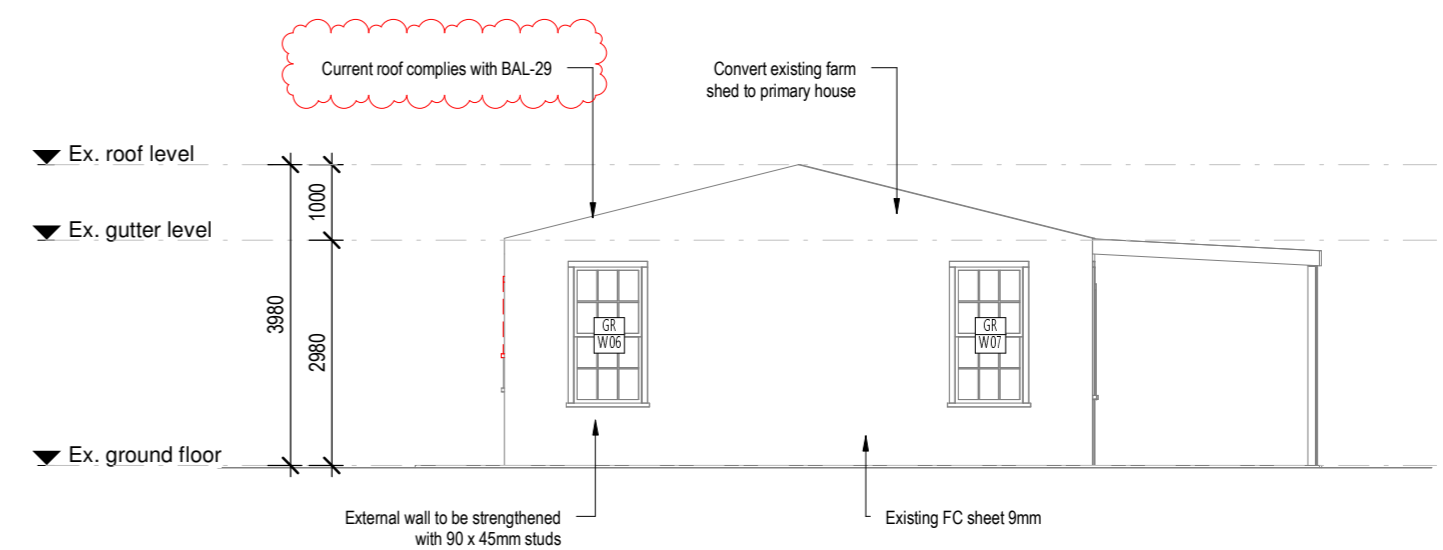 Current roof complies with BAL-29
Convert existing farm
shed to primary house
Ex. roof level
1000
Ex. gutter level
3980
2980
GR
W06
GR
W07
Ex. ground floor
External wall to be strengthened
with 90 x 45mm studs
Existing FC sheet 9mm